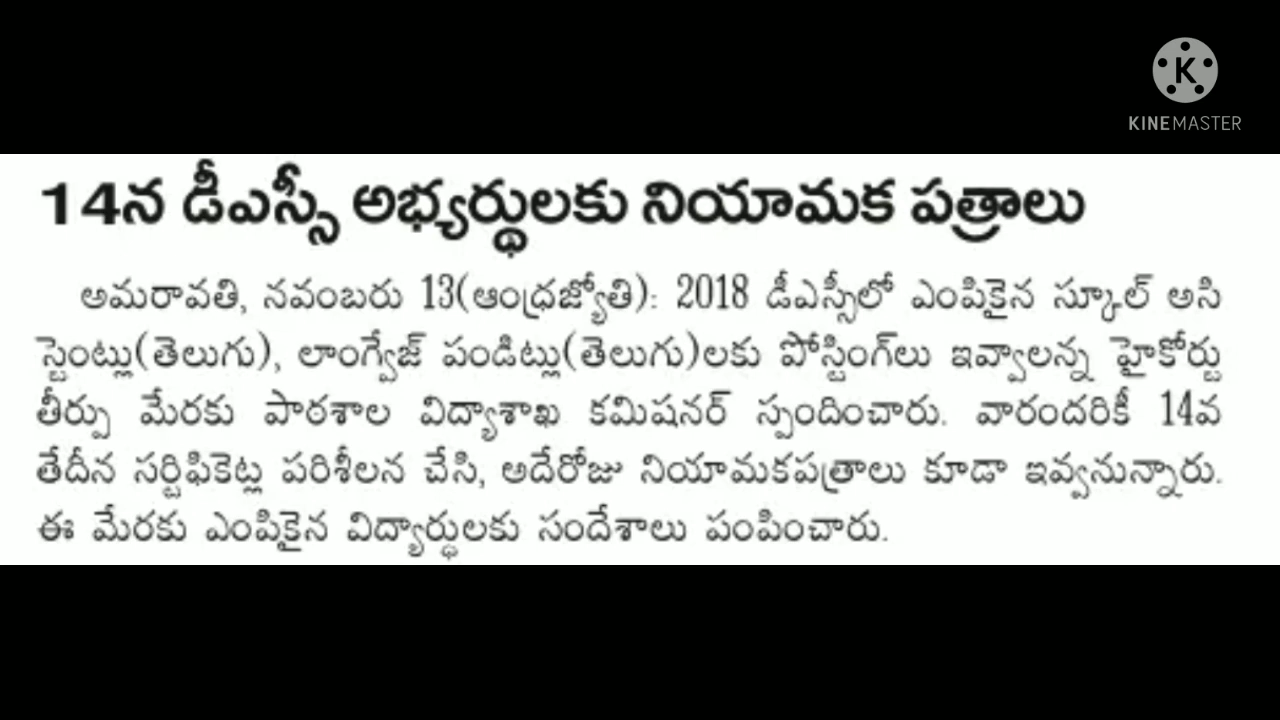 KINEMASTER
14న డీఎస్సీ అభ్యర్థులకు నియామక పత్రాలు
అమరావతి, నవంబరు 13(ఆంధ్రజ్యోతి): 2018 డీఎస్సీలో ఎంపికైన స్కూల్ అసి
స్టెంట్లు(తెలుగు), లాంగ్వేజ్ పండిట్లు(తెలుగు)లకు పోస్టింగ్‌లు ఇవ్వాలన్న హైకోర్టు
తీర్పు మేరకు పాఠశాల విద్యాశాఖ కమిషనర్ స్పందించారు. వారందరికీ 14వ
తేదీన సర్టిఫికెట్ల పరిశీలన చేసి, అదేరోజు నియామకపత్రాలు కూడా ఇవ్వనున్నారు.
ఈ మేరకు ఎంపికైన విద్యార్థులకు సందేశాలు పంపించారు.